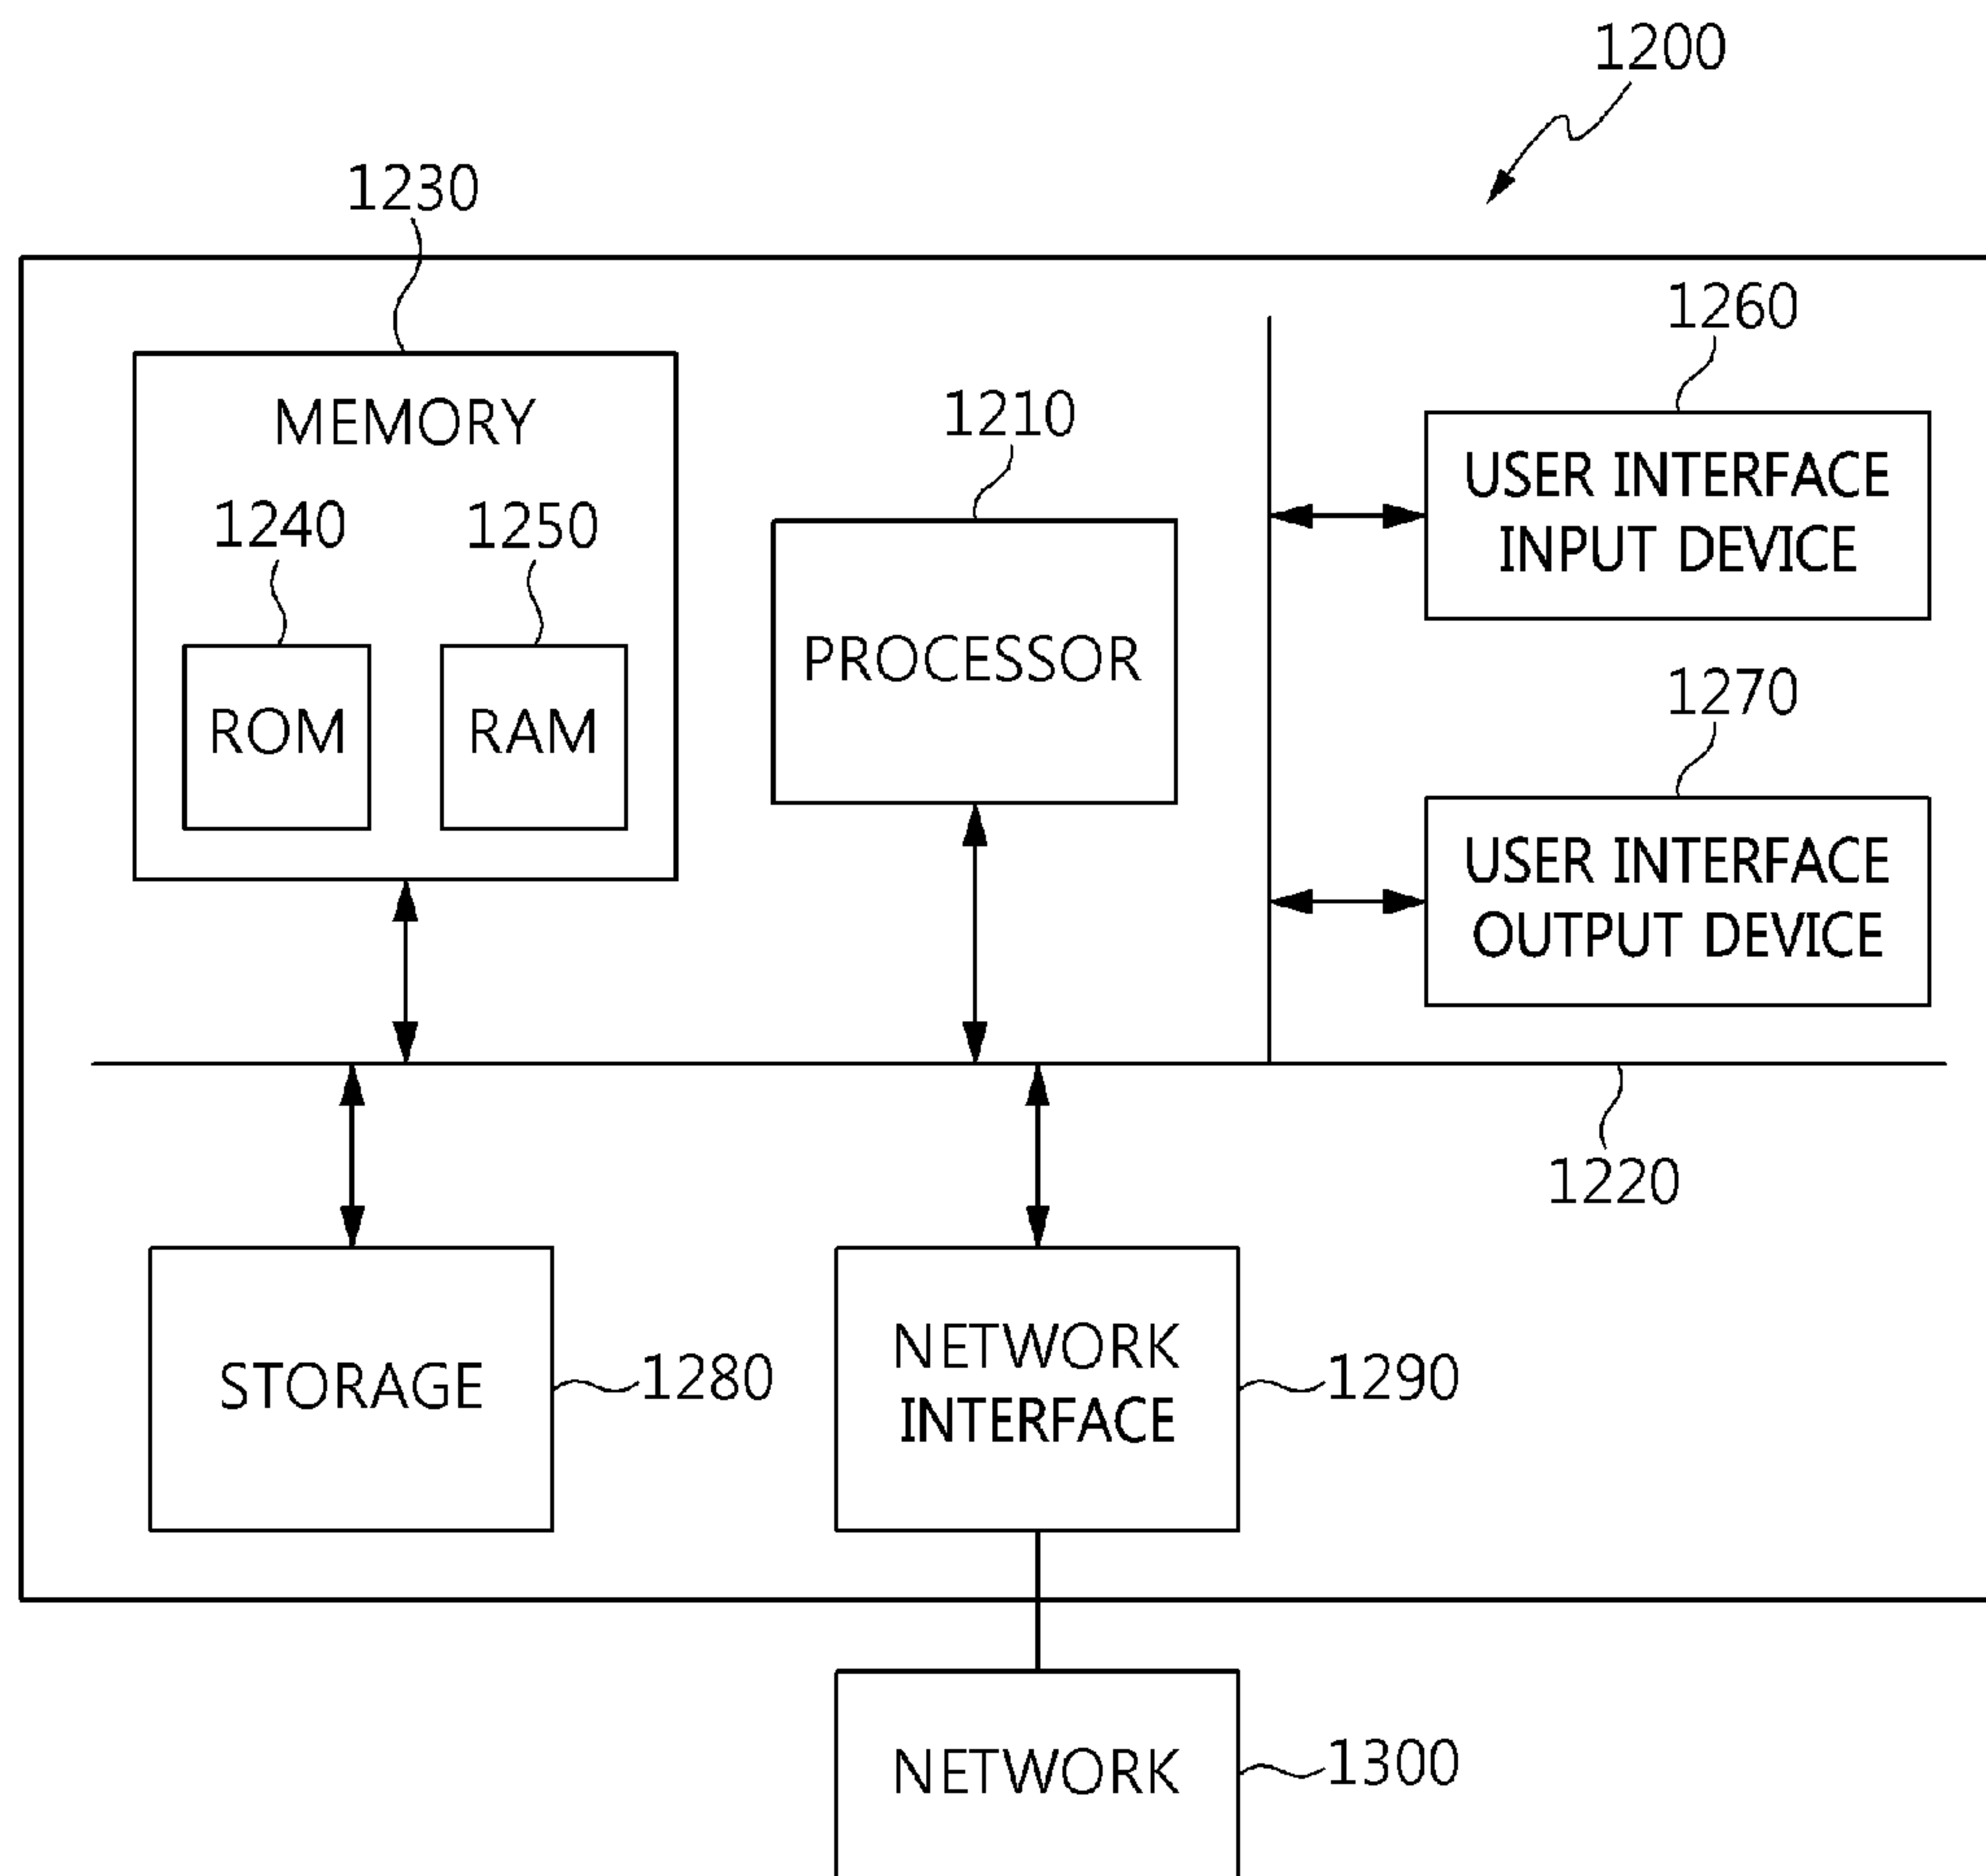 1200
1230
1260
MEMORY
1210
USER INTERFACE
INPUT DEVICE
1240
1250
PROCESSOR
1270
ROM
RAM
USER INTERFACE
OUTPUT DEVICE
1220
NETWORK
INTERFACE
STORAGE
1280
1290
NETWORK
1300